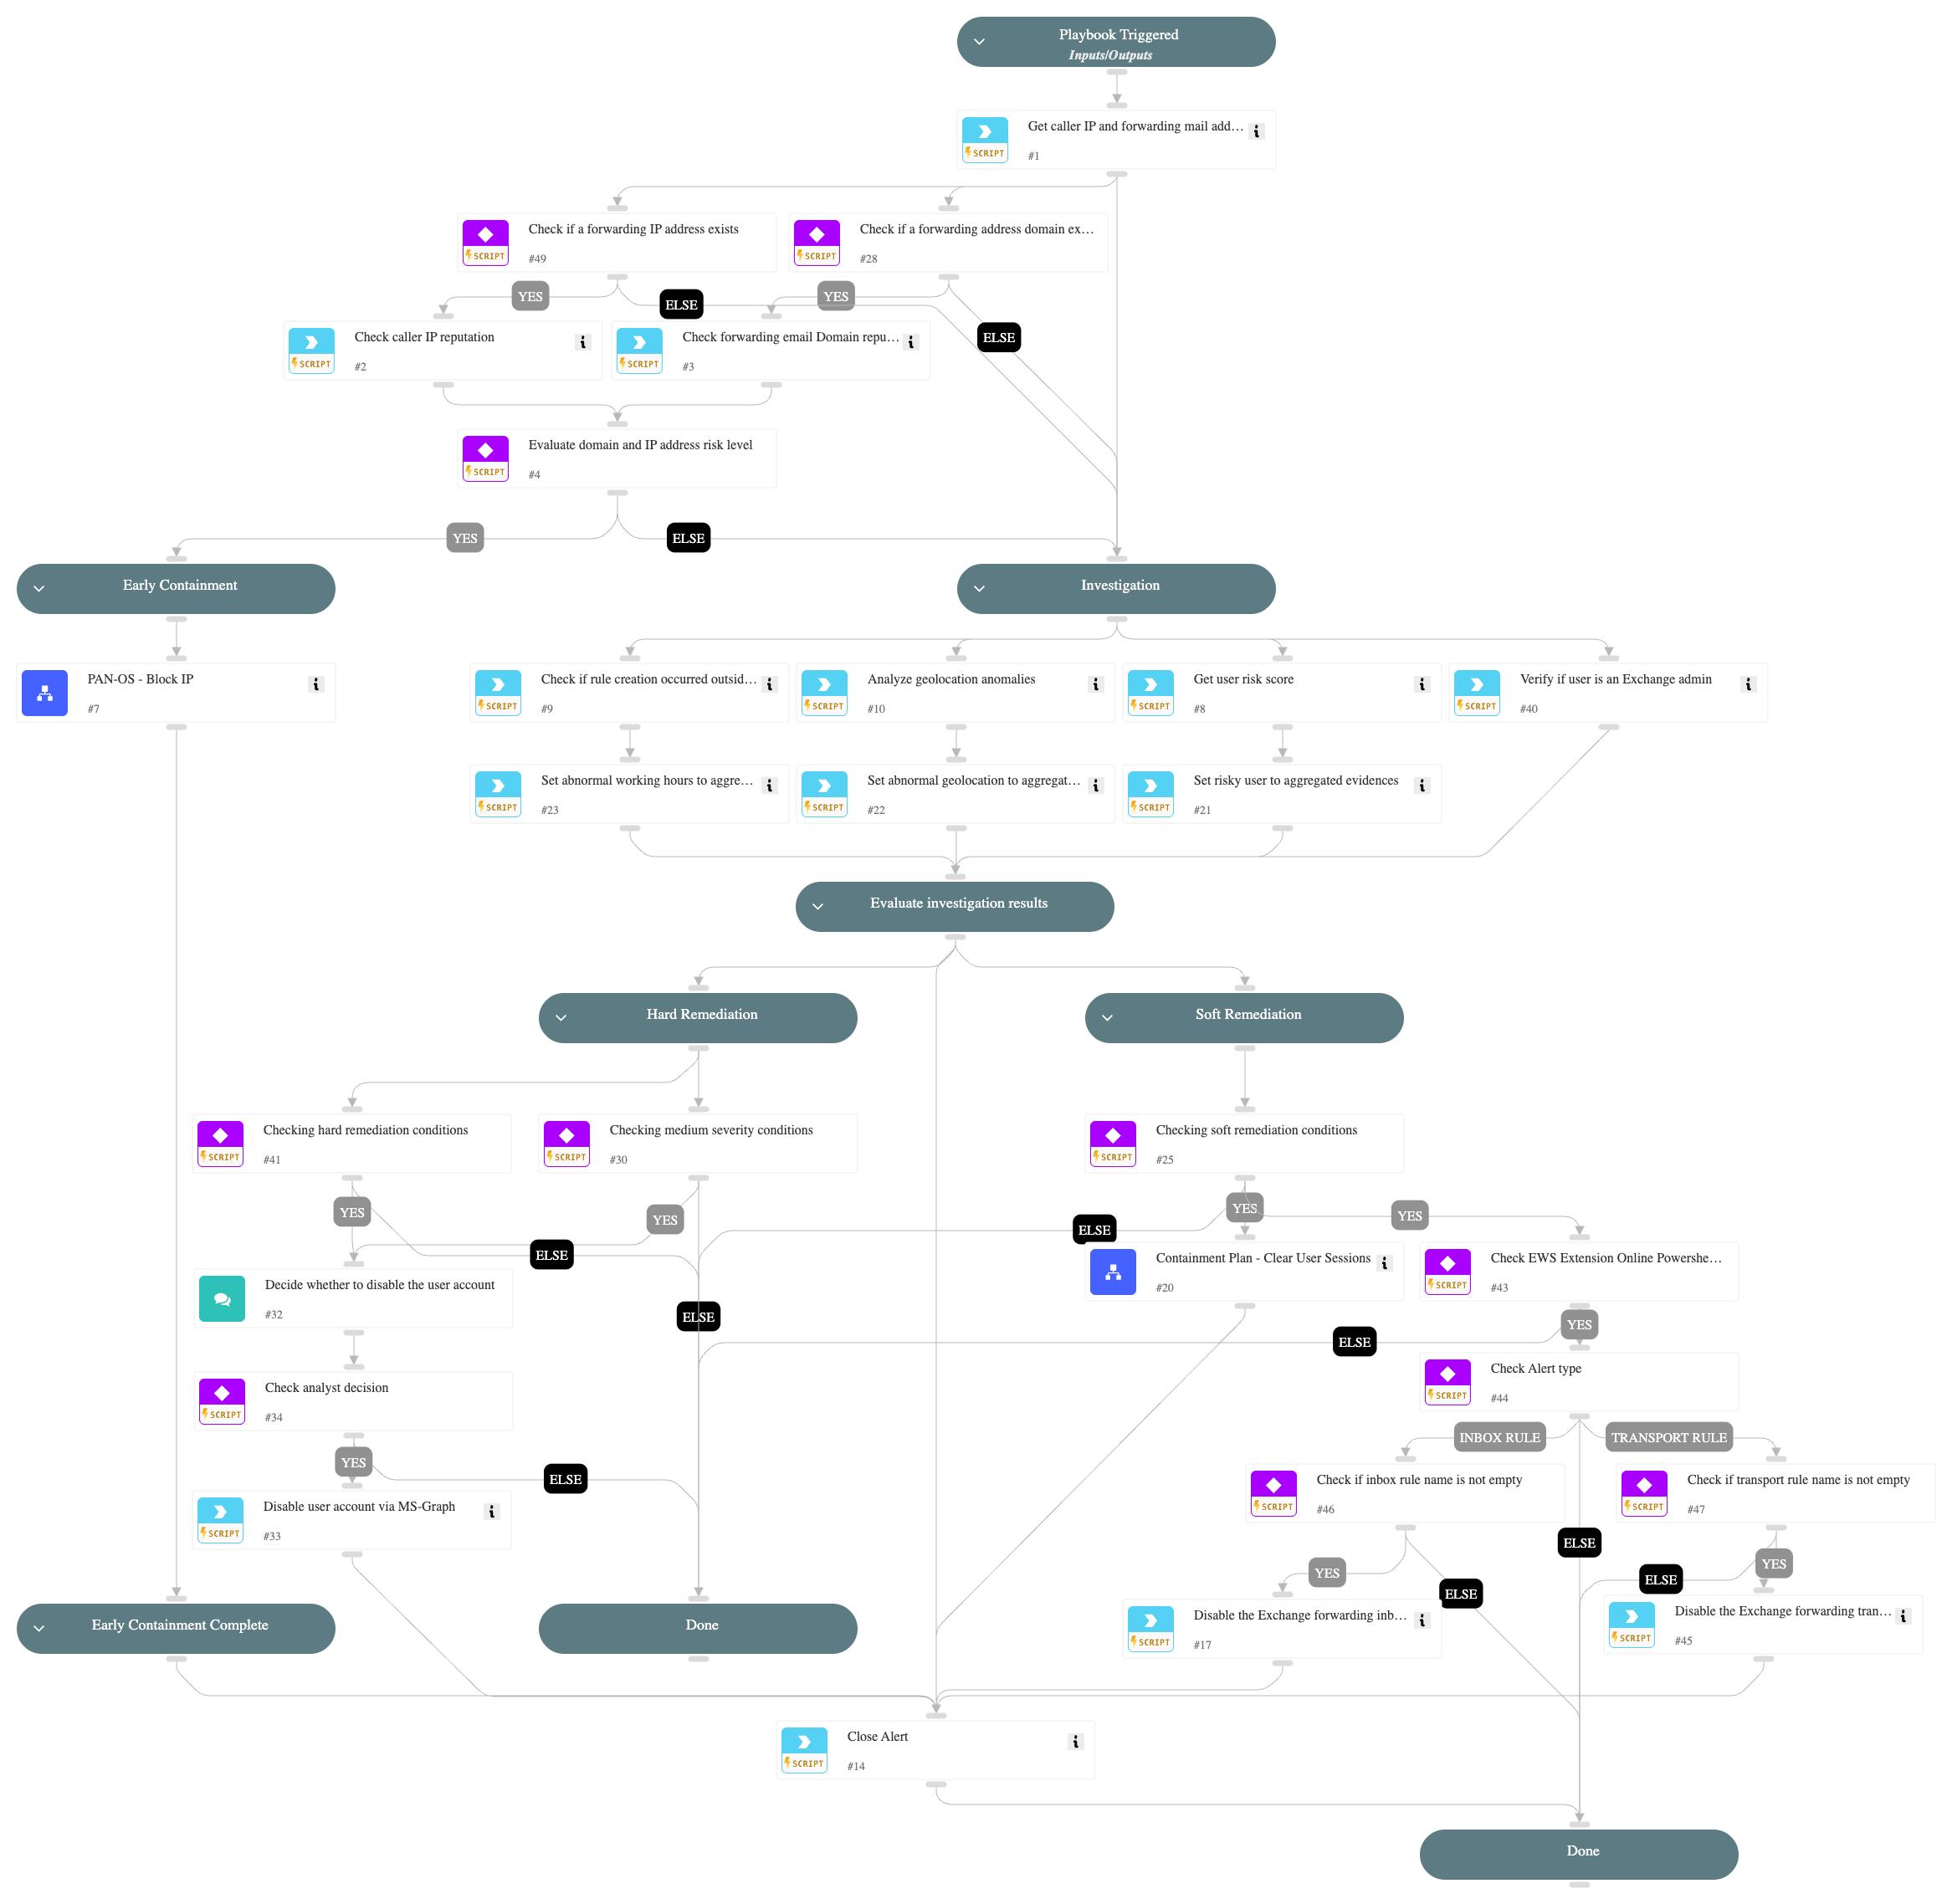 Playbook Triggered
Inputs/Outputs
Get caller IP and forwarding mail add…
SCRIPT
#1
Check if a forwarding IP address exists
SCRIPT
#49
Check if a forwarding address domain ex…
SCRIPT
#28
YES
ELSE
YES
ELSE
Check caller IP reputation
SCRIPT
#2
Check forwarding email Domain repu…
SCRIPT
#3
Evaluate domain and IP address risk level
SCRIPT
#4
YES
ELSE
Early Containment
Investigation
PAN-OS - Block IP
#7
Check if rule creation occurred outsid…
SCRIPT
#9
Analyze geolocation anomalies
SCRIPT
#10
Get user risk score
SCRIPT
#8
Verify if user is an Exchange admin
SCRIPT
#40
Set abnormal working hours to aggre…
SCRIPT
#23
Set abnormal geolocation to aggregat…
SCRIPT
#22
Set risky user to aggregated evidences
SCRIPT
#21
Evaluate investigation results
Hard Remediation
Soft Remediation
Checking hard remediation conditions
SCRIPT
#41
Checking medium severity conditions
SCRIPT
#30
Checking soft remediation conditions
SCRIPT
#25
YES
YES
YES
YES
ELSE
ELSE
Decide whether to disable the user account
#32
Containment Plan - Clear User Sessions
#20
Check EWS Extension Online Powershe…
SCRIPT
#43
ELSE
YES
ELSE
Check analyst decision
SCRIPT
#34
Check Alert type
SCRIPT
#44
INBOX RULE
TRANSPORT RULE
YES
ELSE
Check if inbox rule name is not empty
SCRIPT
#46
Check if transport rule name is not empty
SCRIPT
#47
Disable user account via MS-Graph
SCRIPT
#33
ELSE
YES
YES
ELSE
ELSE
Disable the Exchange forwarding inb…
SCRIPT
#17
Disable the Exchange forwarding tran…
SCRIPT
#45
Early Containment Complete
Done
Close Alert
SCRIPT
#14
Done